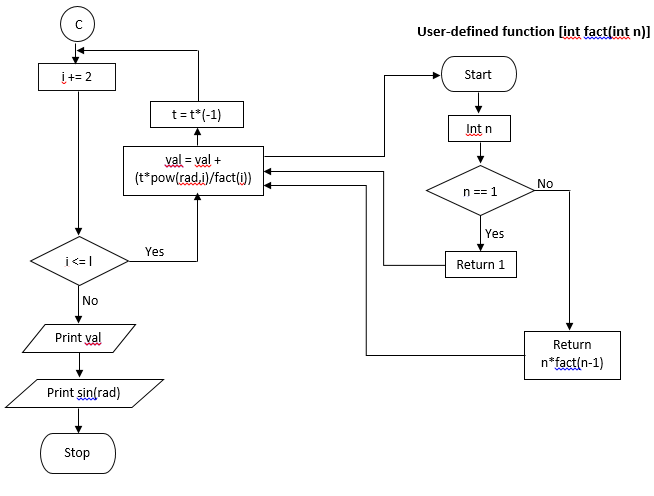 C
i += 2
t = t*(-1)
val = val +
(t*pow(rad,i)/fact(i))
i <= l
Yes
No
Print val
Print sin(rad)
Stop
User-defined function [int fact(int n)]
Start
Int n
n == 1
No
Yes
Return 1
Return
n*fact(n-1)